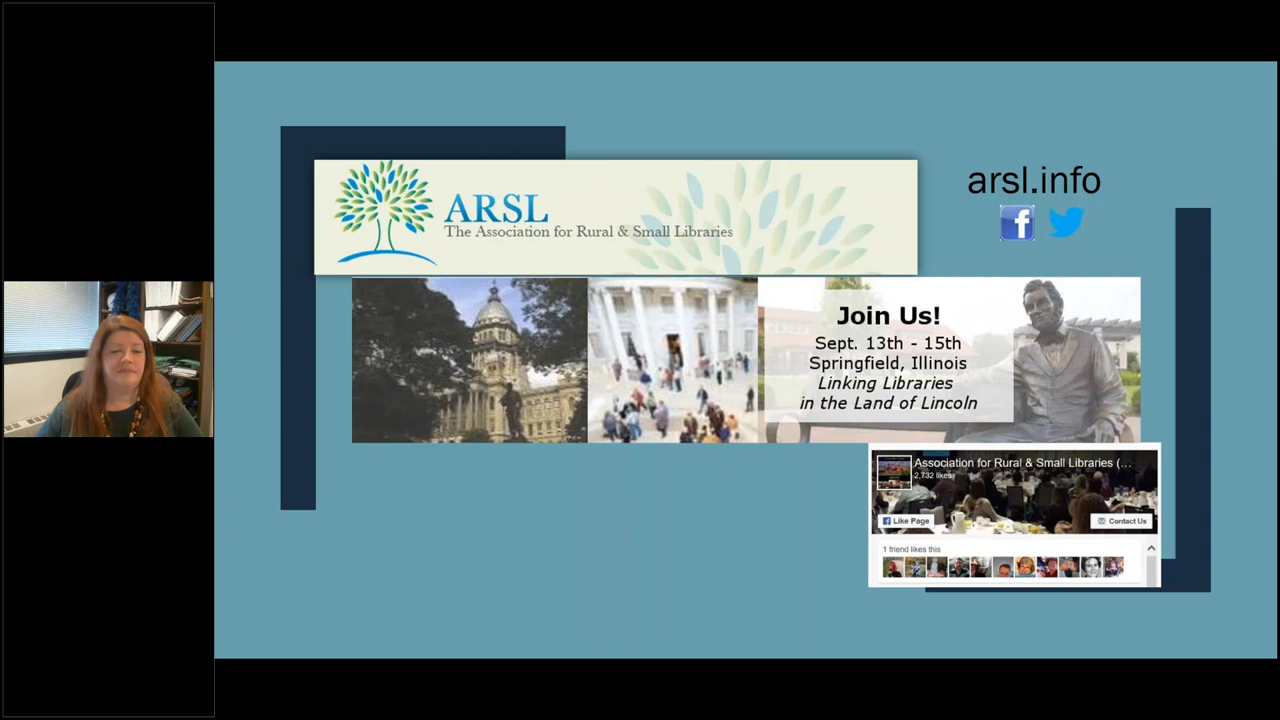 ARSL
The Association for Rural & Small Libraries
arsl.info
f
Join Us!
Sept. 13th - 15th
Springfield, Illinois
Linking Libraries
in the Land of Lincoln
Association for Rural & Small Libraries (...
2,732 likes
f Like Page
Contact Us
1 friend likes this